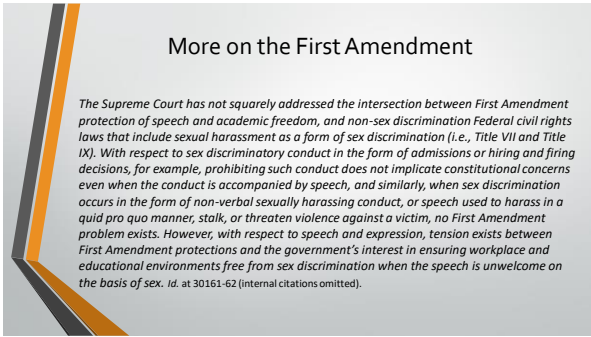 More on the First Amendment
The Supreme Court has not squarely addressed the intersection between First Amendment
protection of speech and academic freedom, and non-sex discrimination Federal civil rights
laws that include sexual harassment as a form of sex discrimination (i.e., Title VII and Title
IX). With respect to sex discriminatory conduct in the form of admissions or hiring and firing
decisions, for example, prohibiting such conduct does not implicate constitutional concerns
even when the conduct is accompanied by speech, and similarly, when sex discrimination
occurs in the form of non-verbal sexually harassing conduct, or speech used to harass in a
quid pro quo manner, stalk, or threaten violence against a victim, no First Amendment
problem exists. However, with respect to speech and expression, tension exists between
First Amendment protections and the government's interest in ensuring workplace and
educational environments free from sex discrimination when the speech is unwelcome on
the basis of sex. Id. at 30161-62 (internal citations omitted).